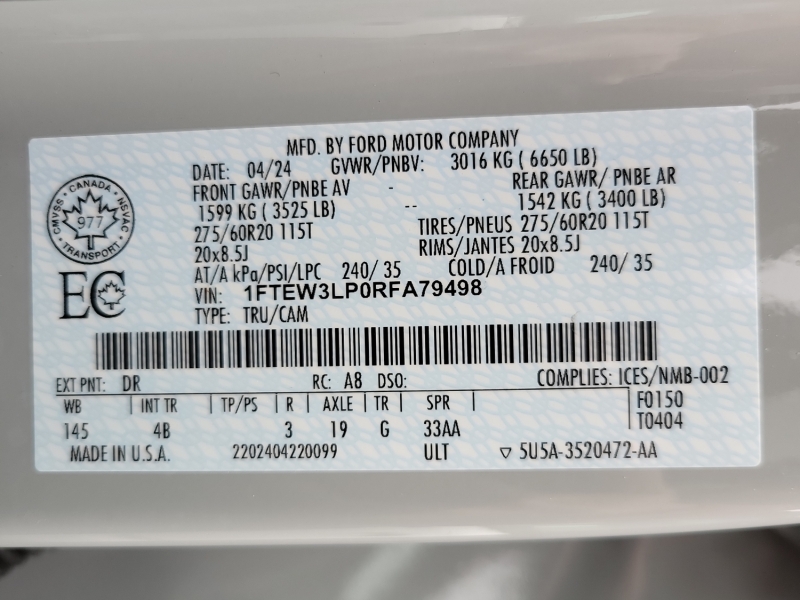 MFD. BY FORD MOTOR COMPANY
DATE: 04/24 GVWR/PNBV: 3016 KG ( 6650 LB)
FRONT GAWR/PNBE AV - REAR GAWR/ PNBE AR
1599 KG ( 3525 LB) -- 1542 KG ( 3400 LB)
275/60R20 115T TIRES/PNEUS 275/60R20 115T
20x8.5J RIMS/JANTES 20x8.5J
AT/A kPa/PSI/LPC 240/ 35 COLD/A FROID 240/ 35
VIN: 1FTEW3LP0RFA79498
TYPE: TRU/CAM
CMVSS · CANADA · NSVAC
977
TRANSPORT
EC
EXT PNT: DR RC: A8 DSO: COMPLIES: ICES/NMB-002
WB INT TR TP/PS R AXLE TR SPR F0150
145 4B 3 19 G 33AA T0404
MADE IN U.S.A. 2202404220099 ULT ▽ 5U5A-3520472-AA